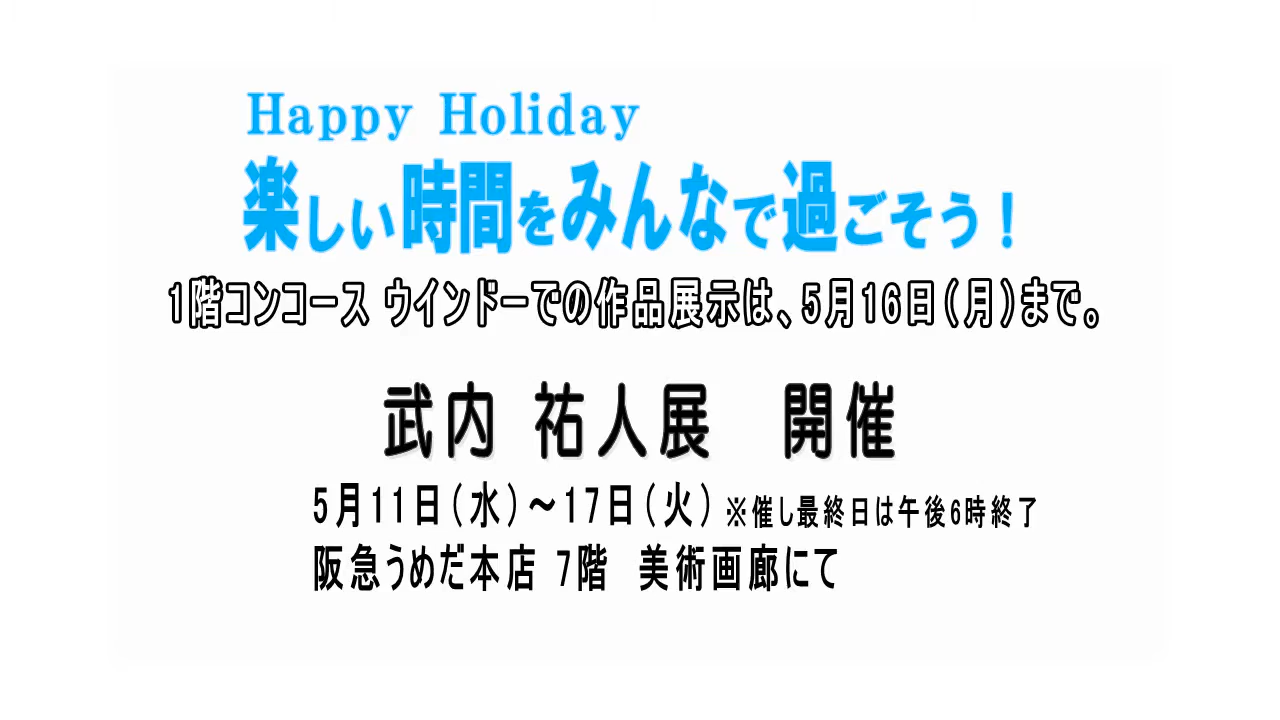 Happy Holiday
楽しい時間をみんなで過ごそう！
1階コンコース ウインドーでの作品展示は、5月16日（月）まで。
武内 祐人展　開催
5月11日（水）～17日（火）※催し最終日は午後6時終了
阪急うめだ本店 7階　美術画廊にて